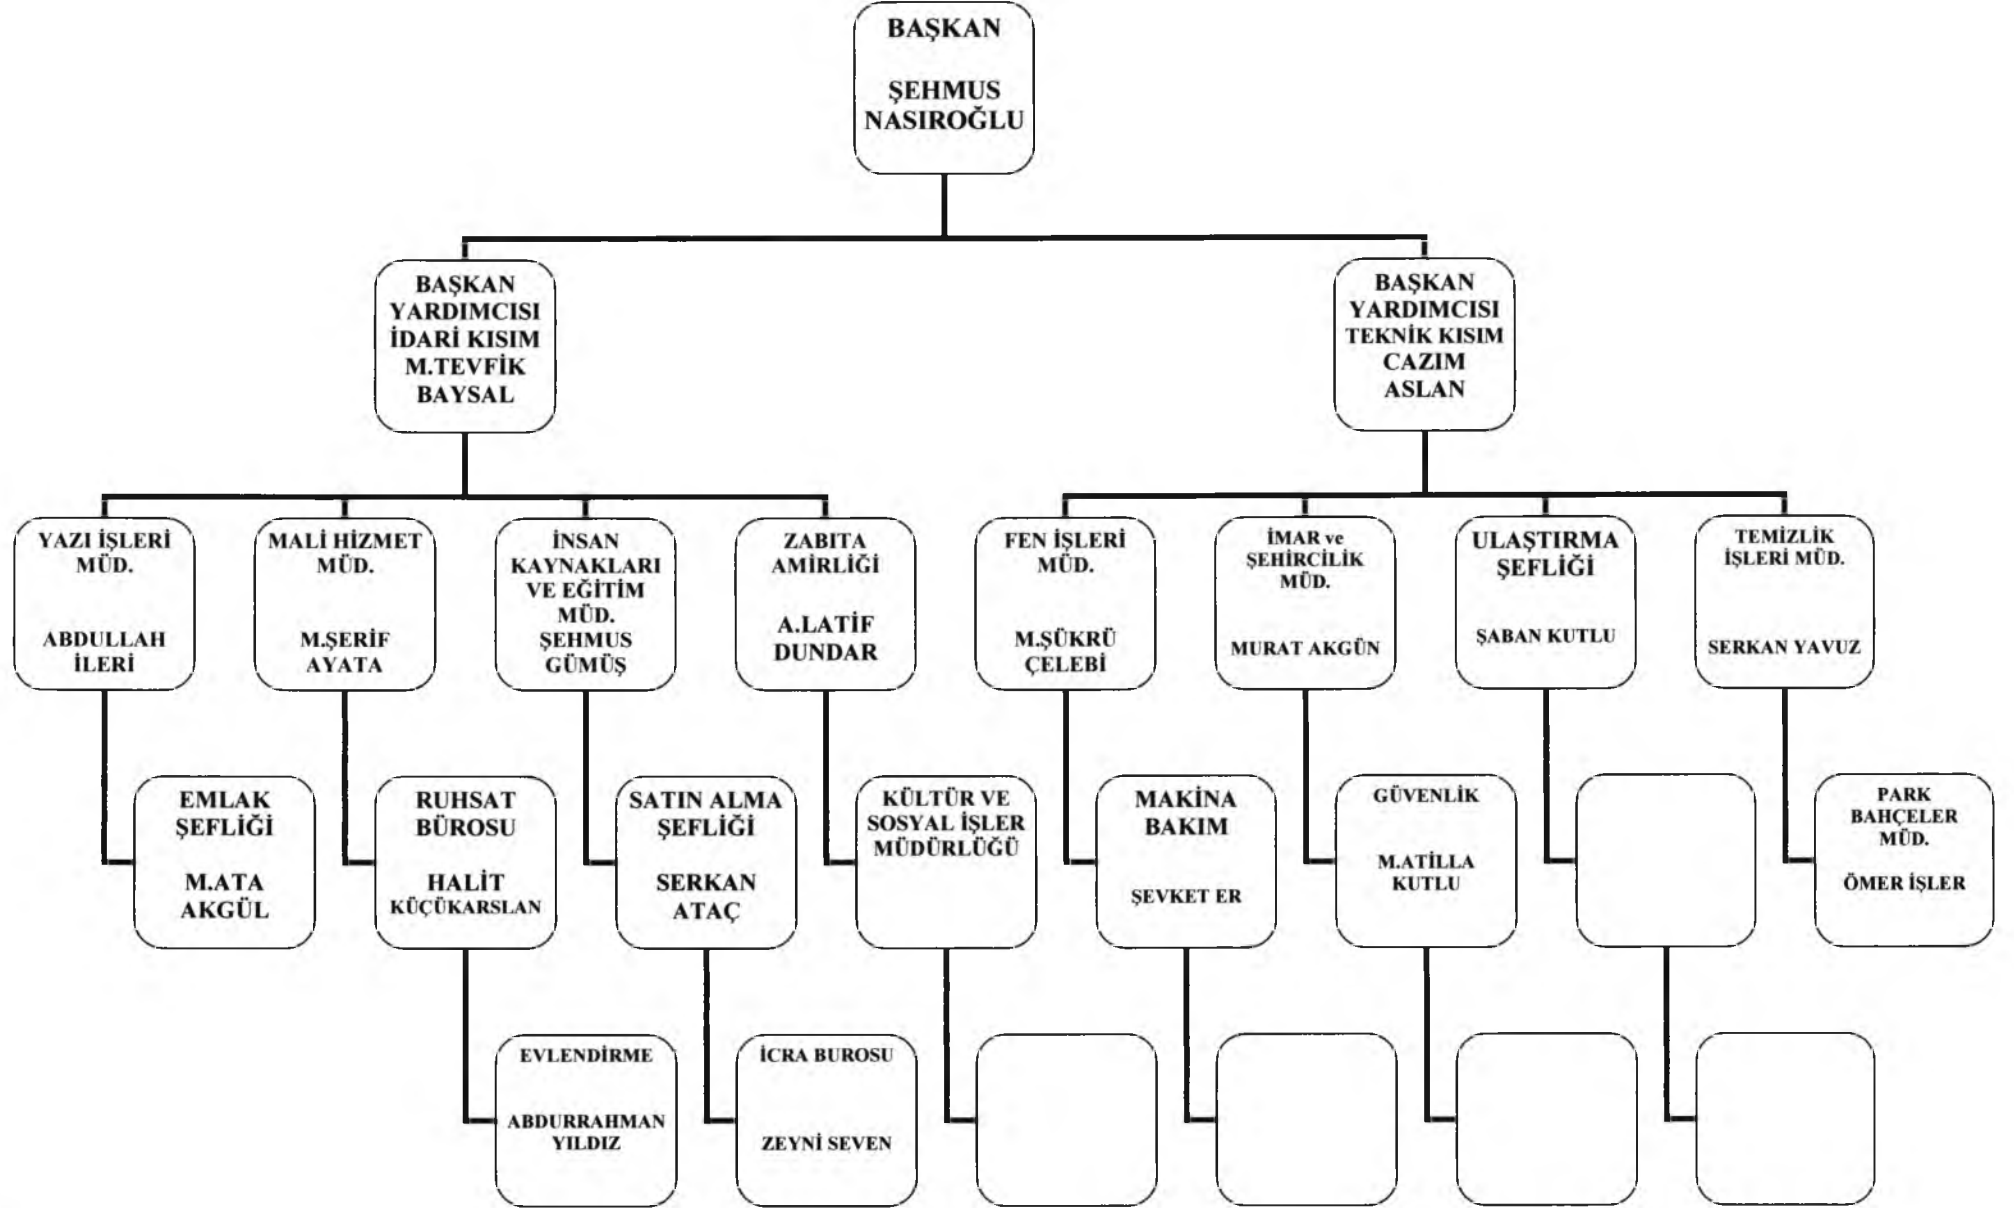 BAŞKAN
ŞEHMUS
NASIROĞLU
BAŞKAN
YARDIMCISI
İDARİ KISIM
M.TEVFİK
BAYSAL
BAŞKAN
YARDIMCISI
TEKNİK KISIM
CAZIM
ASLAN
YAZI İŞLERİ
MÜD.
ABDULLAH
İLERİ
MALİ HİZMET
MÜD.
M.ŞERİF
AYATA
İNSAN
KAYNAKLARI
VE EĞİTİM
MÜD.
ŞEHMUS
GÜMÜŞ
ZABITA
AMİRLİĞİ
A.LATİF
DUNDAR
FEN İŞLERİ
MÜD.
M.ŞÜKRÜ
ÇELEBİ
İMAR ve
ŞEHİRCİLİK
MÜD.
MURAT AKGÜN
ULAŞTIRMA
ŞEFLİĞİ
ŞABAN KUTLU
TEMİZLİK
İŞLERİ MÜD.
SERKAN YAVUZ
EMLAK
ŞEFLİĞİ
M.ATA
AKGÜL
RUHSAT
BÜROSU
HALİT
KÜÇÜKARSLAN
SATIN ALMA
ŞEFLİĞİ
SERKAN
ATAÇ
KÜLTÜR VE
SOSYAL İŞLER
MÜDÜRLÜĞÜ
MAKİNA
BAKIM
ŞEVKET ER
GÜVENLİK
M.ATİLLA
KUTLU
PARK
BAHÇELER
MÜD.
ÖMER İŞLER
EVLENDİRME
ABDURRAHMAN
YILDIZ
İCRA BUROSU
ZEYNİ SEVEN